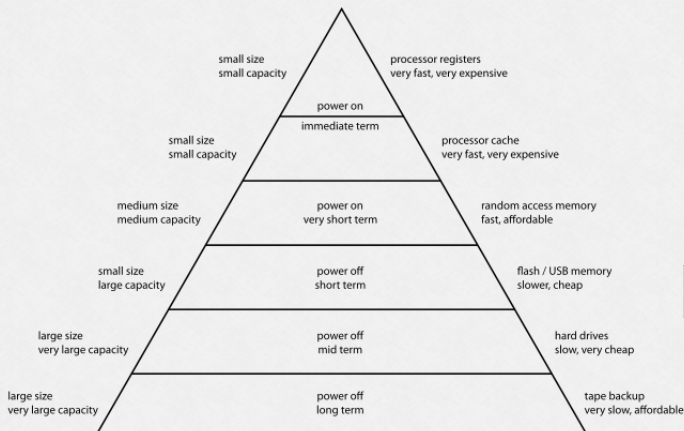 small size
small capacity
processor registers
very fast, very expensive
power on
immediate term
small size
small capacity
processor cache
very fast, very expensive
medium size
medium capacity
power on
very short term
random access memory
fast, affordable
small size
large capacity
power off
short term
flash / USB memory
slower, cheap
large size
very large capacity
power off
mid term
hard drives
slow, very cheap
large size
very large capacity
power off
long term
tape backup
very slow, affordable